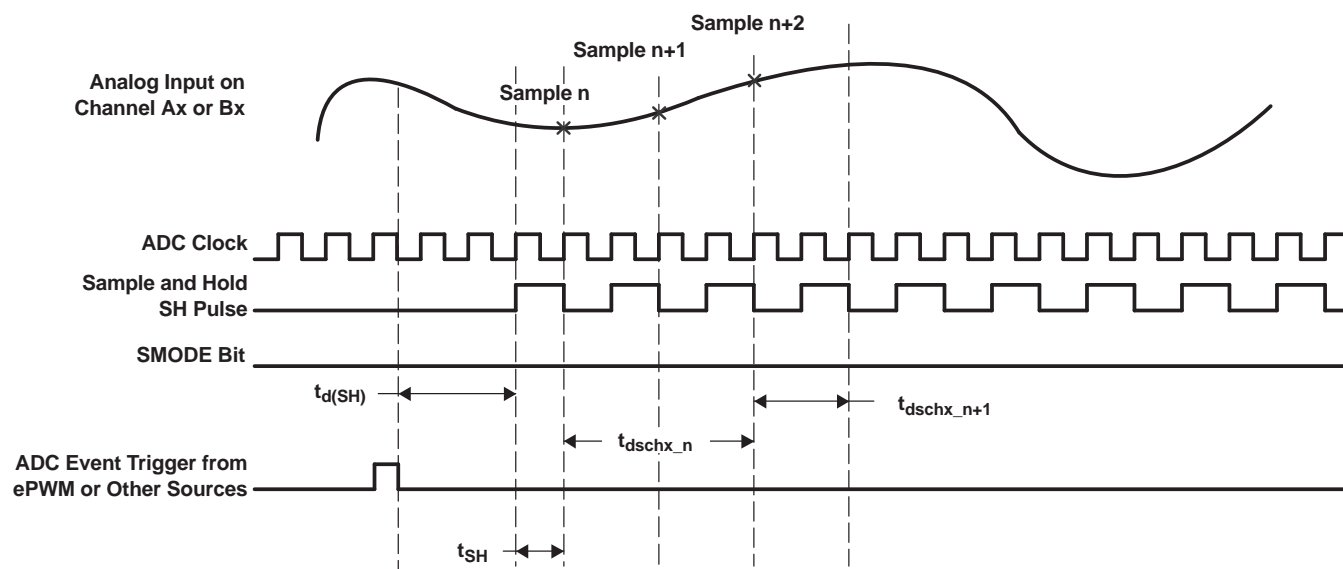 Sample n+2
Sample n+1
Analog Input on
Channel Ax or Bx
Sample n
ADC Clock
Sample and Hold
SH Pulse
SMODE Bit
td(SH)
tdschx_n+1
tdschx_n
ADC Event Trigger from
ePWM or Other Sources
tSH